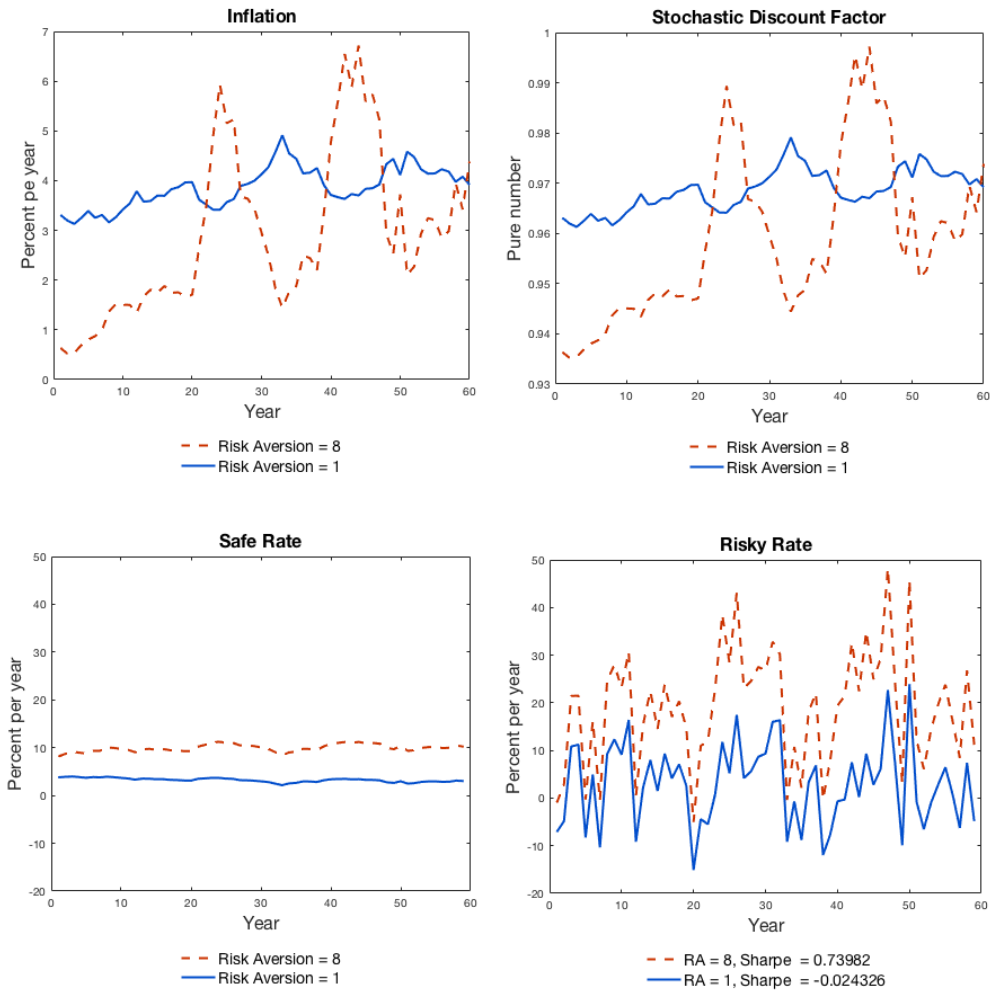 Inflation
7
6
5
4
3
2
1
0
Percent pe year
0 10 20 30 40 50 60
Year
Risk Aversion = 8
Risk Aversion = 1
Stochastic Discount Factor
1
0.99
0.98
0.97
0.96
0.95
0.94
0.93
Pure number
0 10 20 30 40 50 60
Year
Risk Aversion = 8
Risk Aversion = 1
Safe Rate
50
40
30
20
10
0
-10
-20
Percent per year
0 10 20 30 40 50 60
Year
Risk Aversion = 8
Risk Aversion = 1
Risky Rate
50
40
30
20
10
0
-10
-20
Percent per year
0 10 20 30 40 50 60
Year
RA = 8, Sharpe = 0.73982
RA = 1, Sharpe = -0.024326